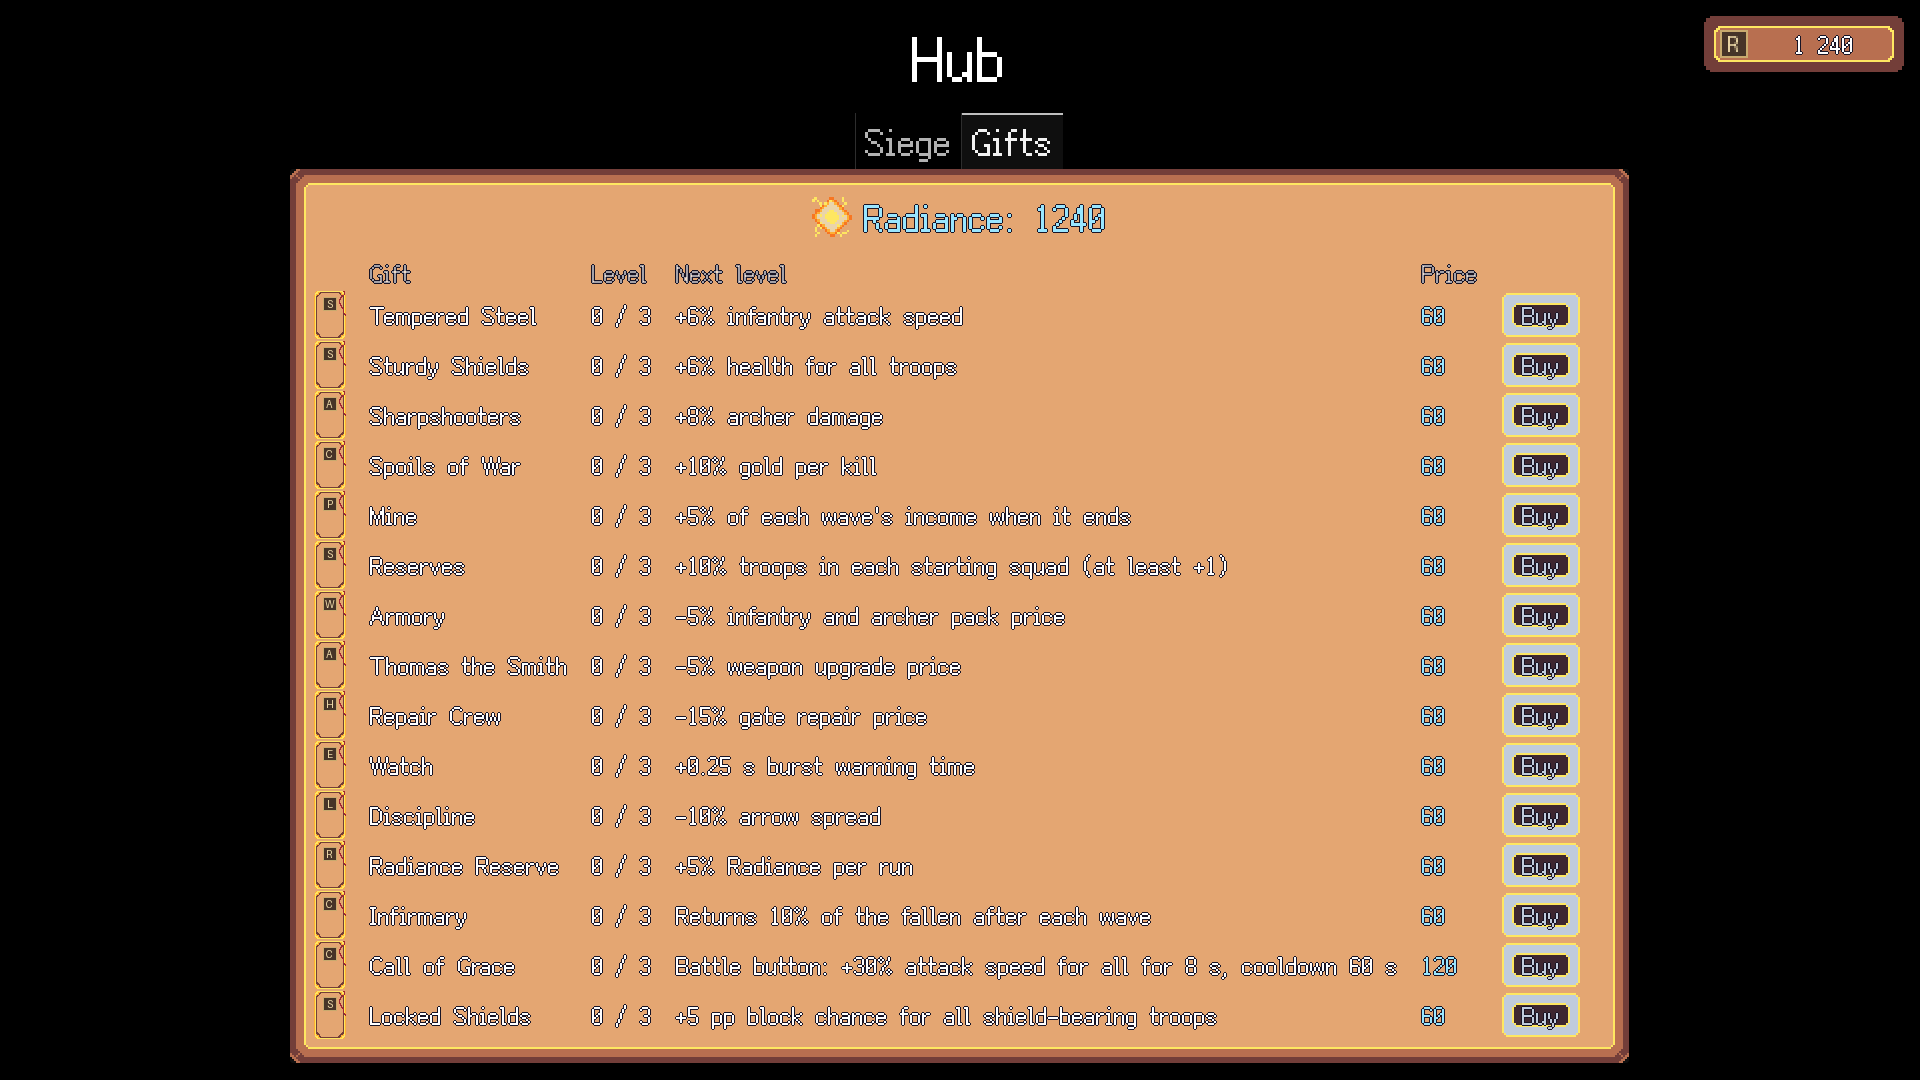 Hub
R 1 240
Siege Gifts
Radiance: 1240
Gift Level Next level Price
S Tempered Steel 0 / 3 +6% infantry attack speed 60 Buy
S Sturdy Shields 0 / 3 +6% health for all troops 60 Buy
A Sharpshooters 0 / 3 +8% archer damage 60 Buy
C Spoils of War 0 / 3 +10% gold per kill 60 Buy
P Mine 0 / 3 +5% of each wave's income when it ends 60 Buy
S Reserves 0 / 3 +10% troops in each starting squad (at least +1) 60 Buy
W Armory 0 / 3 -5% infantry and archer pack price 60 Buy
A Thomas the Smith 0 / 3 -5% weapon upgrade price 60 Buy
H Repair Crew 0 / 3 -15% gate repair price 60 Buy
E Watch 0 / 3 +0.25 s burst warning time 60 Buy
L Discipline 0 / 3 -10% arrow spread 60 Buy
R Radiance Reserve 0 / 3 +5% Radiance per run 60 Buy
C Infirmary 0 / 3 Returns 10% of the fallen after each wave 60 Buy
C Call of Grace 0 / 3 Battle button: +30% attack speed for all for 8 s, cooldown 60 s 120 Buy
S Locked Shields 0 / 3 +5 pp block chance for all shield-bearing troops 60 Buy